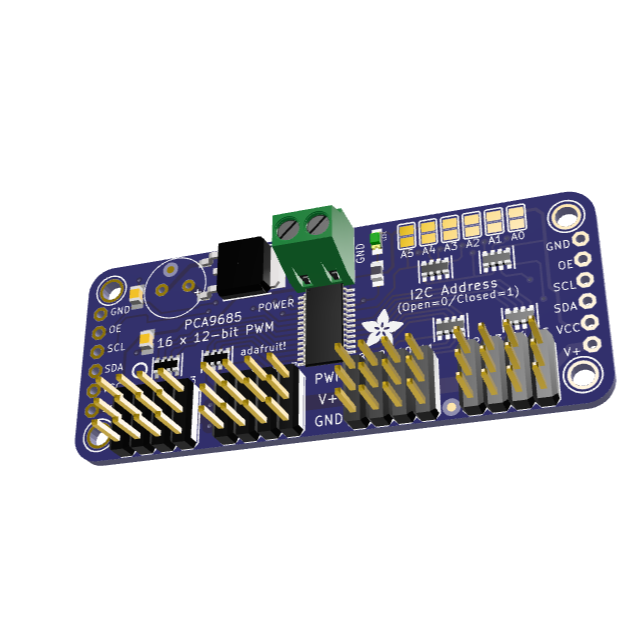 GND
OE
SCL
SDA
PCA9685
16 x 12-bit PWM
adafruit!
POWER
GND
PWM
V+
GND
A5 A4 A3 A2 A1 A0
I2C Address
(Open=0/Closed=1)
GND
OE
SCL
SDA
VCC
V+